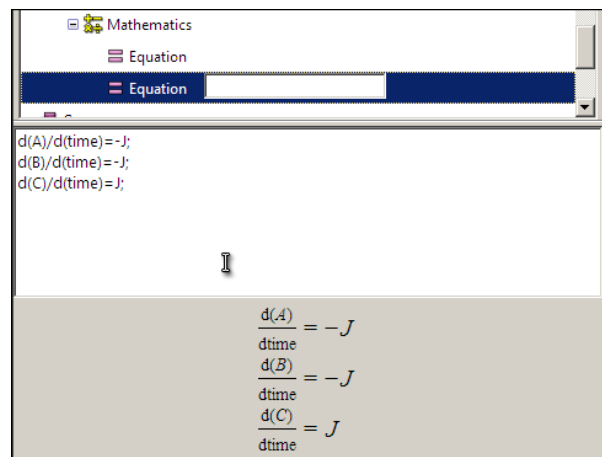 Mathematics
Equation
Equation
d(A)/d(time)=-J;
d(B)/d(time)=-J;
d(C)/d(time)=J;
d(A)
dtime
= −J
d(B)
dtime
= −J
d(C)
dtime
= J